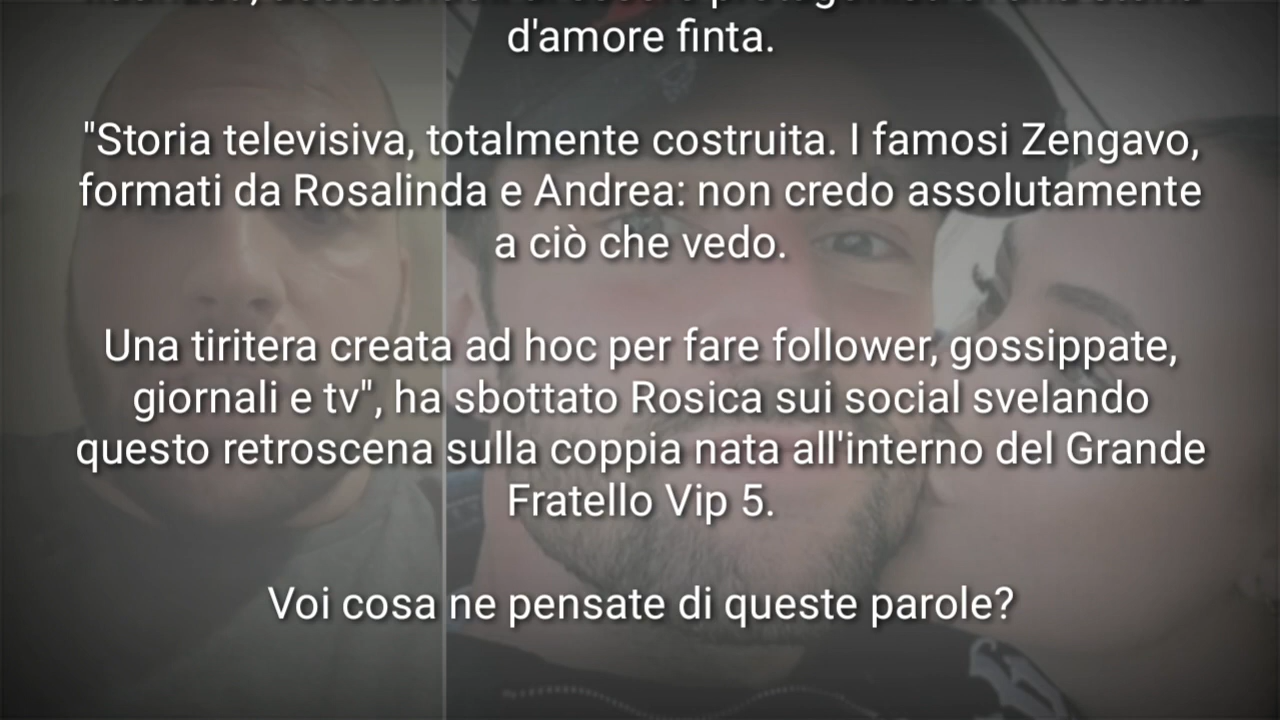 d'amore finta.
"Storia televisiva, totalmente costruita. I famosi Zengavo,
formati da Rosalinda e Andrea: non credo assolutamente
a ciò che vedo.
Una tiritera creata ad hoc per fare follower, gossippate,
giornali e tv", ha sbottato Rosica sui social svelando
questo retroscena sulla coppia nata all'interno del Grande
Fratello Vip 5.
Voi cosa ne pensate di queste parole?